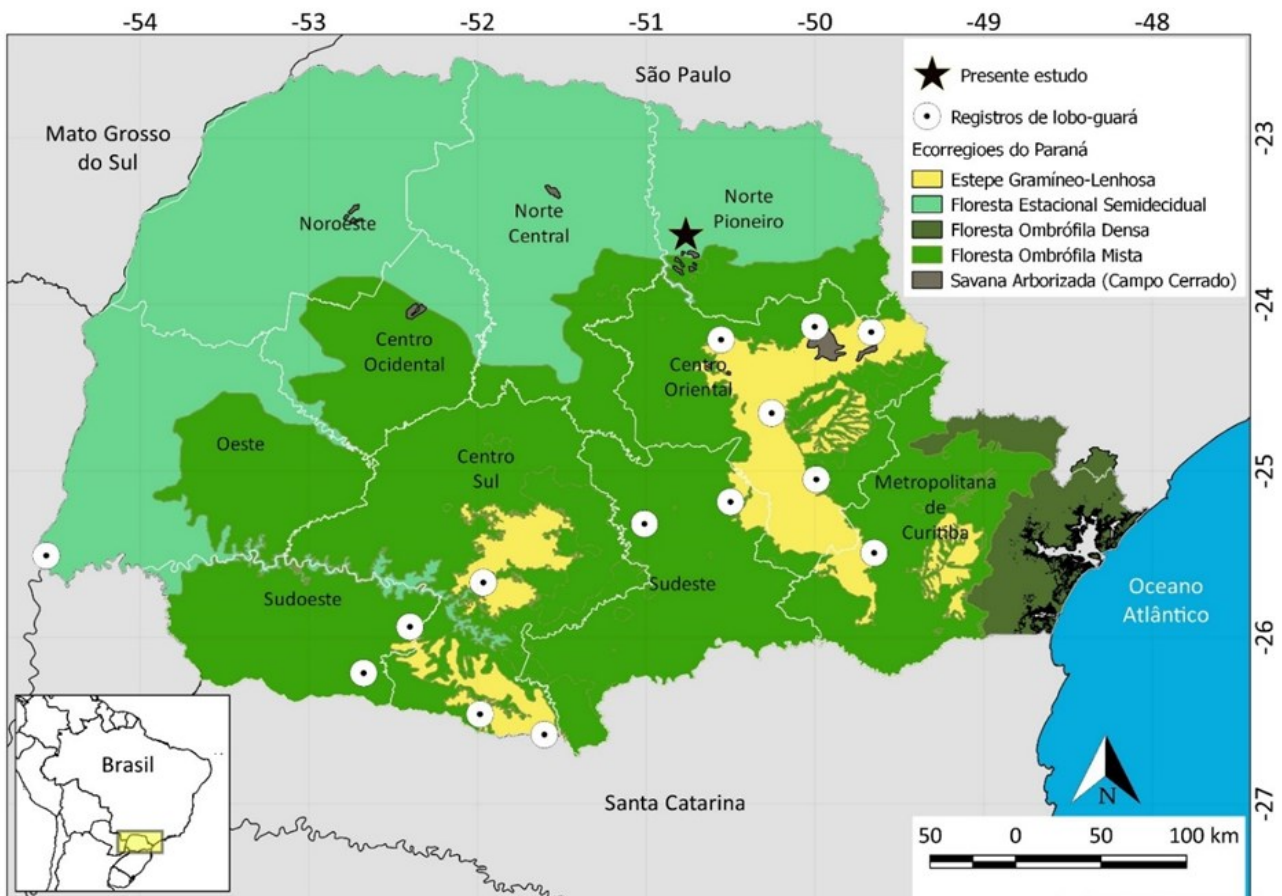 -54 -53 -52 -51 -50 -49 -48
São Paulo
Mato Grosso
do Sul
Presente estudo
Registros de lobo-guará
Ecorregioes do Paraná
Estepe Gramíneo-Lenhosa
Floresta Estacional Semidecidual
Floresta Ombrófila Densa
Floresta Ombrófila Mista
Savana Arborizada (Campo Cerrado)
-23
-24
-25
-26
-27
Noroeste
Norte
Central
Norte
Pioneiro
Centro
Ocidental
Centro
Oriental
Oeste
Centro
Sul
Metropolitana
de
Curitiba
Sudoeste
Sudeste
Oceano
Atlântico
Brasil
Santa Catarina
N
50 0 50 100 km